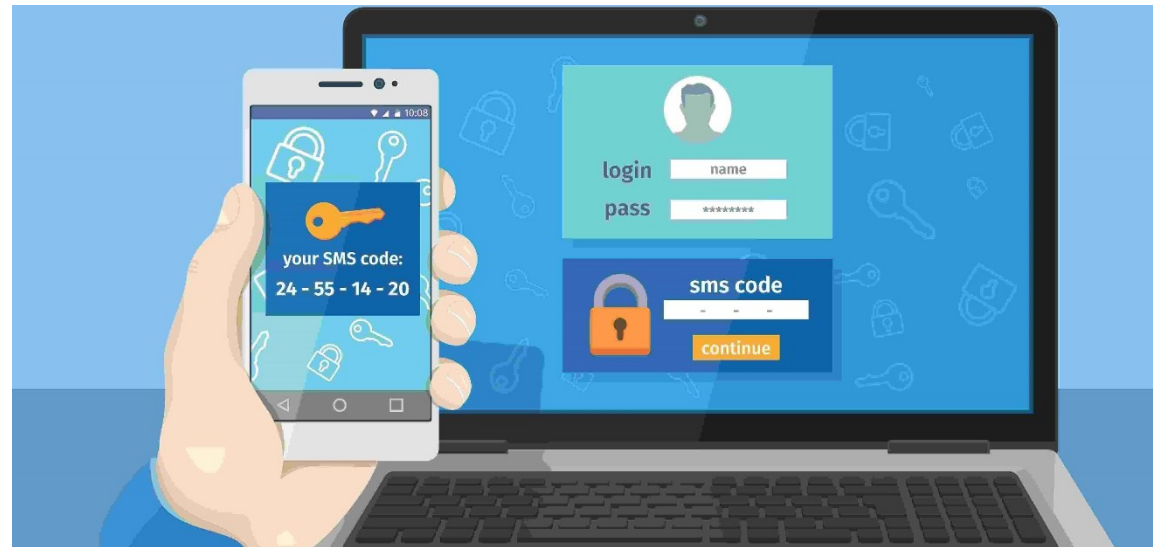 10:08
your SMS code:
24 - 55 - 14 - 20
login name
pass ********
sms code
- - -
continue